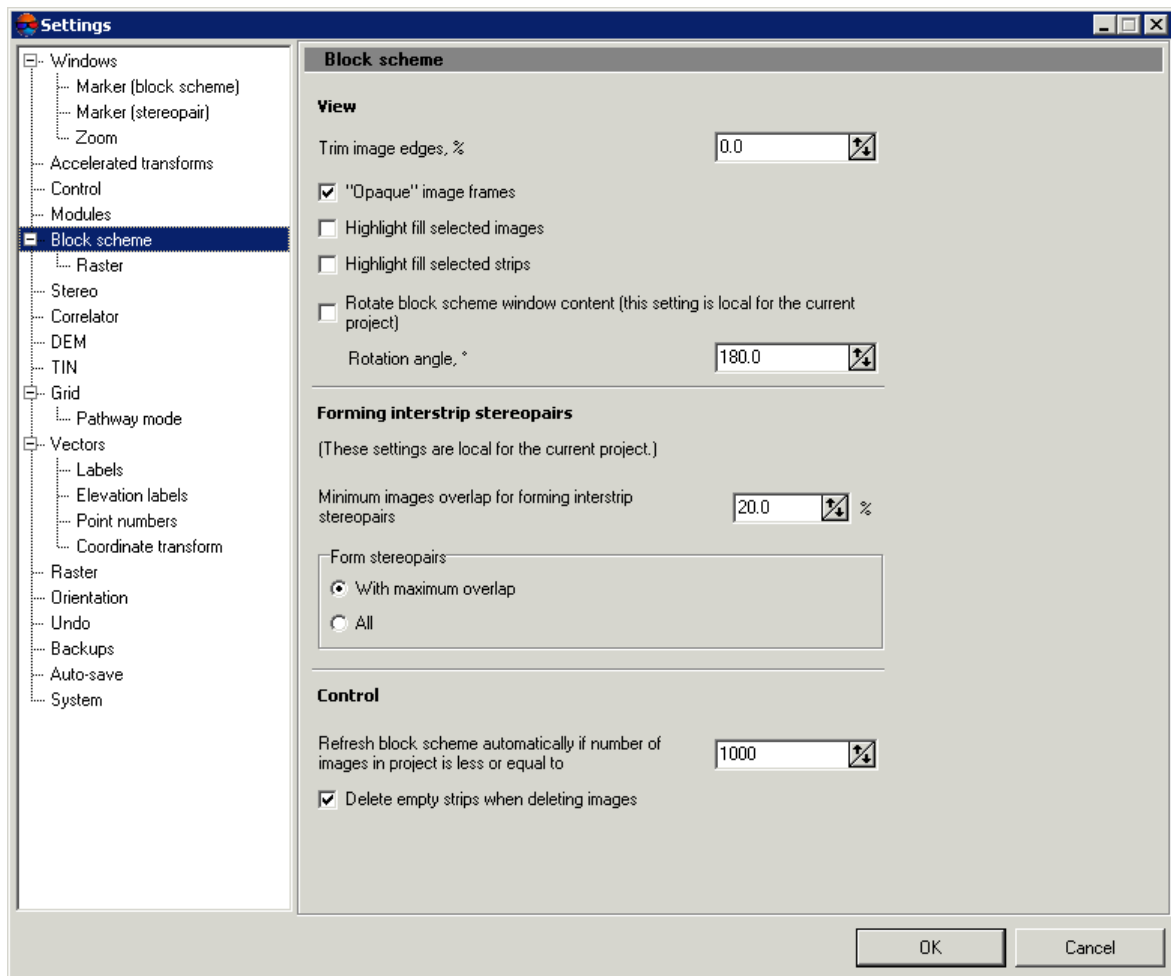 Settings
Windows
Marker (block scheme)
Marker (stereopair)
Zoom
Accelerated transforms
Control
Modules
Block scheme
Raster
Stereo
Correlator
DEM
TIN
Grid
Pathway mode
Vectors
Labels
Elevation labels
Point numbers
Coordinate transform
Raster
Orientation
Undo
Backups
Auto-save
System
Block scheme
View
Trim image edges, % 0.0
"Opaque" image frames
Highlight fill selected images
Highlight fill selected strips
Rotate block scheme window content (this setting is local for the current
project)
Rotation angle, ° 180.0
Forming interstrip stereopairs
(These settings are local for the current project.)
Minimum images overlap for forming interstrip
stereopairs 20.0 %
Form stereopairs
With maximum overlap
All
Control
Refresh block scheme automatically if number of
images in project is less or equal to 1000
Delete empty strips when deleting images
OK Cancel